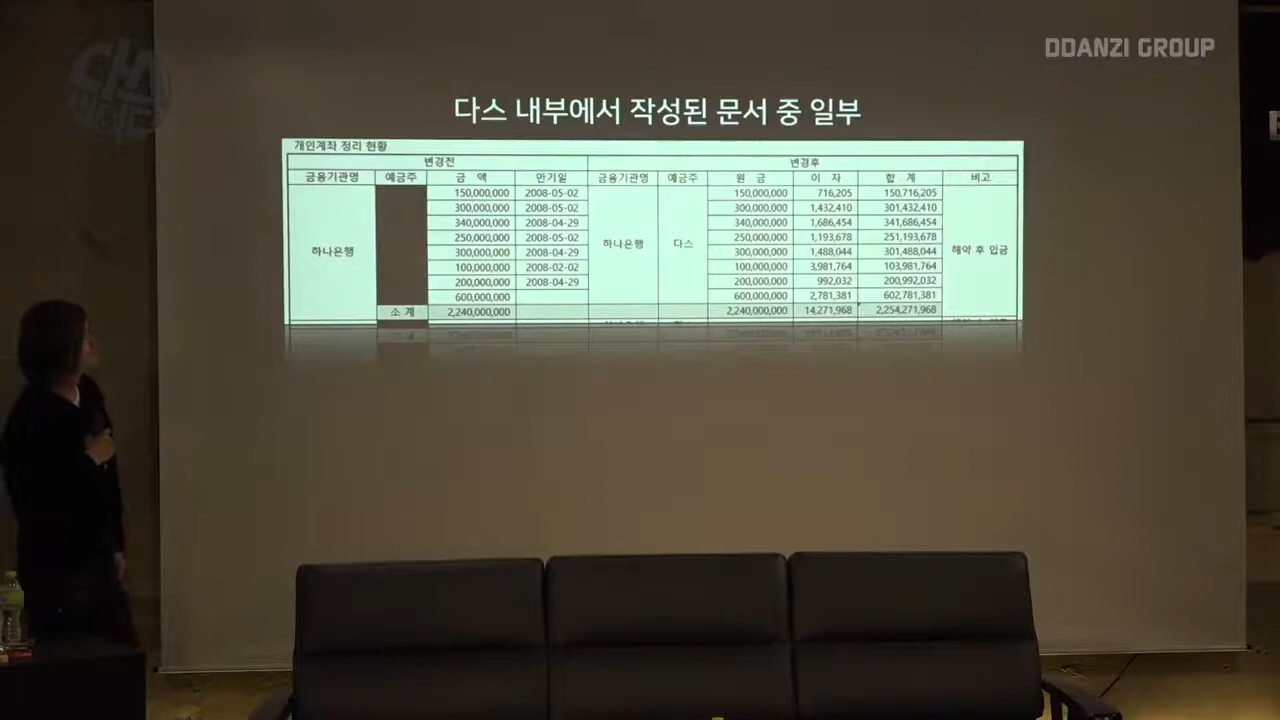 DDANZI GROUP
다스 내부에서 작성된 문서 중 일부
개인계좌 정리 현황
변경전 변경후
금융기관명 예금주 금 액 만기일 금융기관명 예금주 원 금 이 자 합 계 비고
150,000,000 2008-05-02 150,000,000 716,205 150,716,205
300,000,000 2008-05-02 300,000,000 1,432,410 301,432,410
340,000,000 2008-04-29 340,000,000 1,686,454 341,686,454
250,000,000 2008-05-02 250,000,000 1,193,678 251,193,678
하나은행 300,000,000 2008-04-29 하나은행 다스 300,000,000 1,488,044 301,488,044 해약 후 입금
100,000,000 2008-02-02 100,000,000 3,981,764 103,981,764
200,000,000 2008-04-29 200,000,000 992,032 200,992,032
600,000,000 600,000,000 2,781,381 602,781,381
소 계 2,240,000,000 2,240,000,000 14,271,968 2,254,271,968